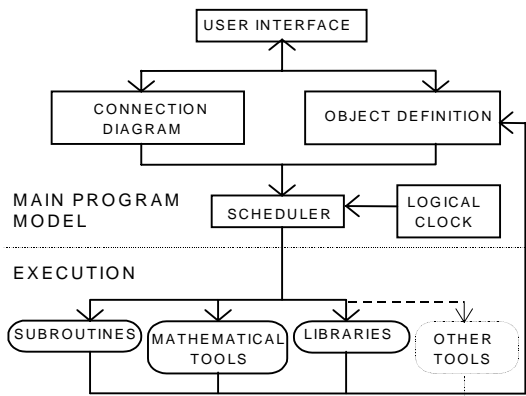 USER INTERFACE
CONNECTION
DIAGRAM
OBJECT DEFINITION
MAIN PROGRAM
MODEL
SCHEDULER
LOGICAL
CLOCK
EXECUTION
SUBROUTINES
MATHEMATICAL
TOOLS
LIBRARIES
OTHER
TOOLS